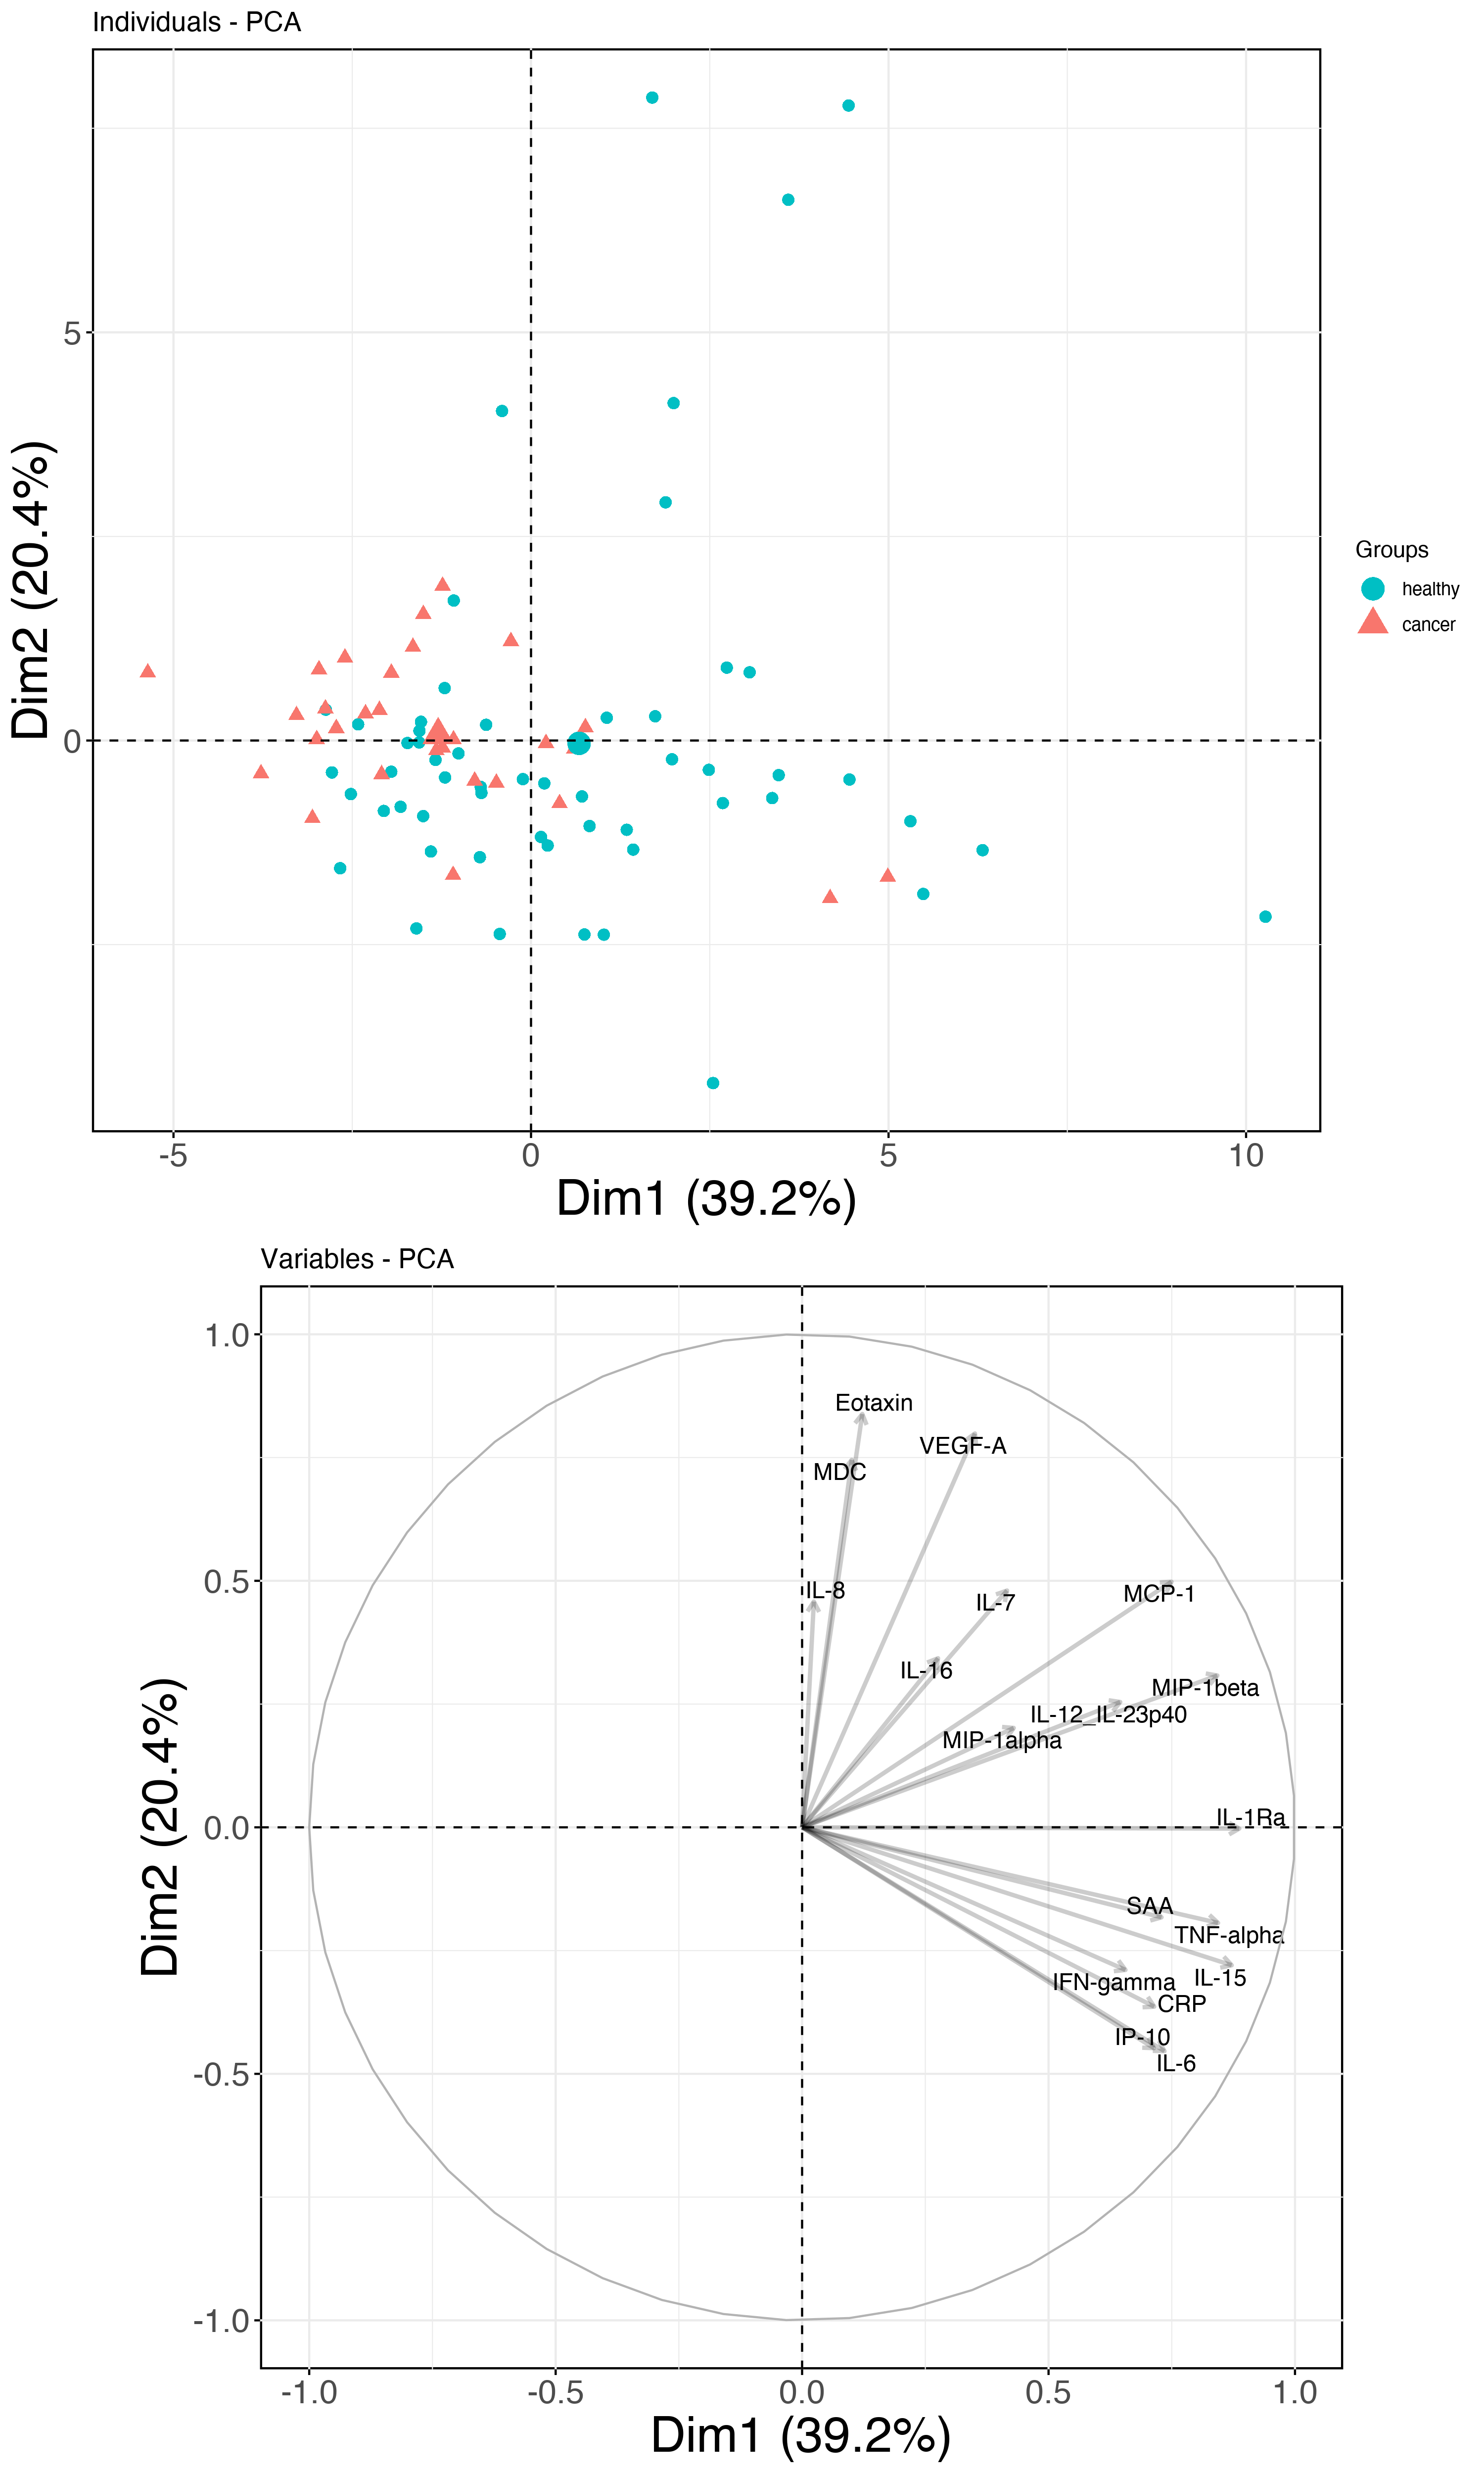 Individuals - PCA
5
0
Dim2 (20.4%)
-5
0
5
10
Dim1 (39.2%)
Groups
healthy
cancer
Variables - PCA
1.0
0.5
0.0
-0.5
-1.0
Dim2 (20.4%)
Eotaxin
VEGF-A
MDC
IL-8
IL-7
MCP-1
IL-16
MIP-1beta
IL-12_IL-23p40
MIP-1alpha
IL-1Ra
SAA
TNF-alpha
IFN-gamma
IL-15
CRP
IP-10
IL-6
-1.0
-0.5
0.0
0.5
1.0
Dim1 (39.2%)